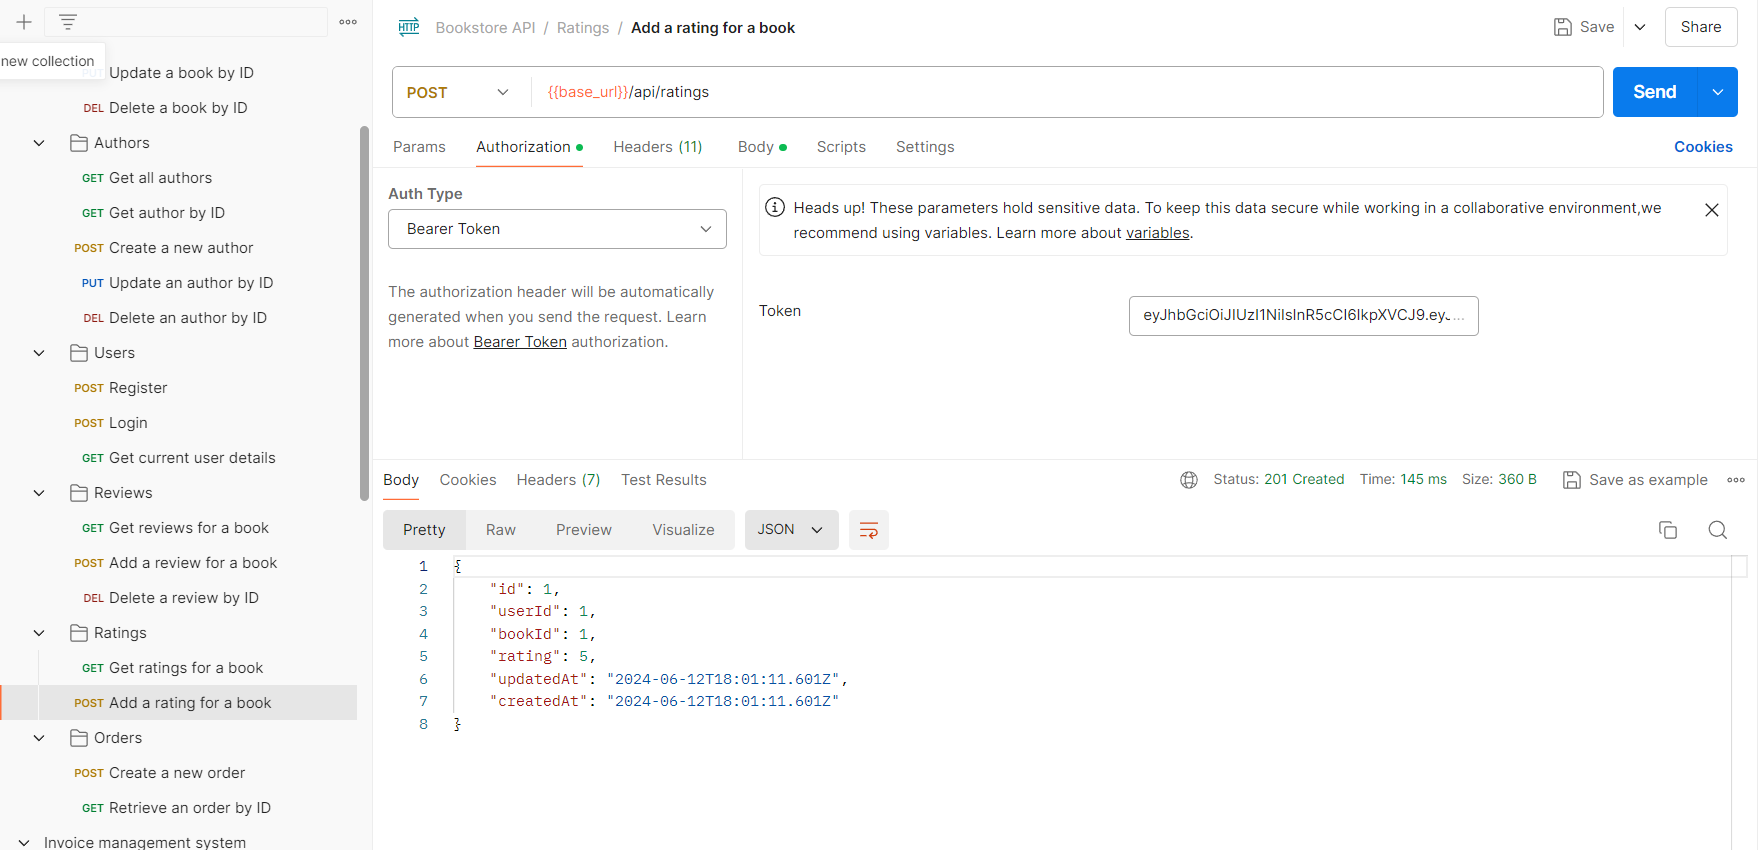 new collection
PUT Update a book by ID
DEL Delete a book by ID
Authors
GET Get all authors
GET Get author by ID
POST Create a new author
PUT Update an author by ID
DEL Delete an author by ID
Users
POST Register
POST Login
GET Get current user details
Reviews
GET Get reviews for a book
POST Add a review for a book
DEL Delete a review by ID
Ratings
GET Get ratings for a book
POST Add a rating for a book
Orders
POST Create a new order
GET Retrieve an order by ID
Invoice management system
HTTP Bookstore API / Ratings / Add a rating for a book
Save
Share
POST {{base_url}}/api/ratings
Send
Params Authorization Headers (11) Body Scripts Settings
Cookies
Auth Type
Bearer Token
The authorization header will be automatically
generated when you send the request. Learn
more about Bearer Token authorization.
Heads up! These parameters hold sensitive data. To keep this data secure while working in a collaborative environment,we
recommend using variables. Learn more about variables.
Token
Body Cookies Headers (7) Test Results
Status: 201 Created Time: 145 ms Size: 360 B Save as example
Pretty Raw Preview Visualize JSON
1 {
2 "id": 1,
3 "userId": 1,
4 "bookId": 1,
5 "rating": 5,
6 "updatedAt": "2024-06-12T18:01:11.601Z",
7 "createdAt": "2024-06-12T18:01:11.601Z"
8 }